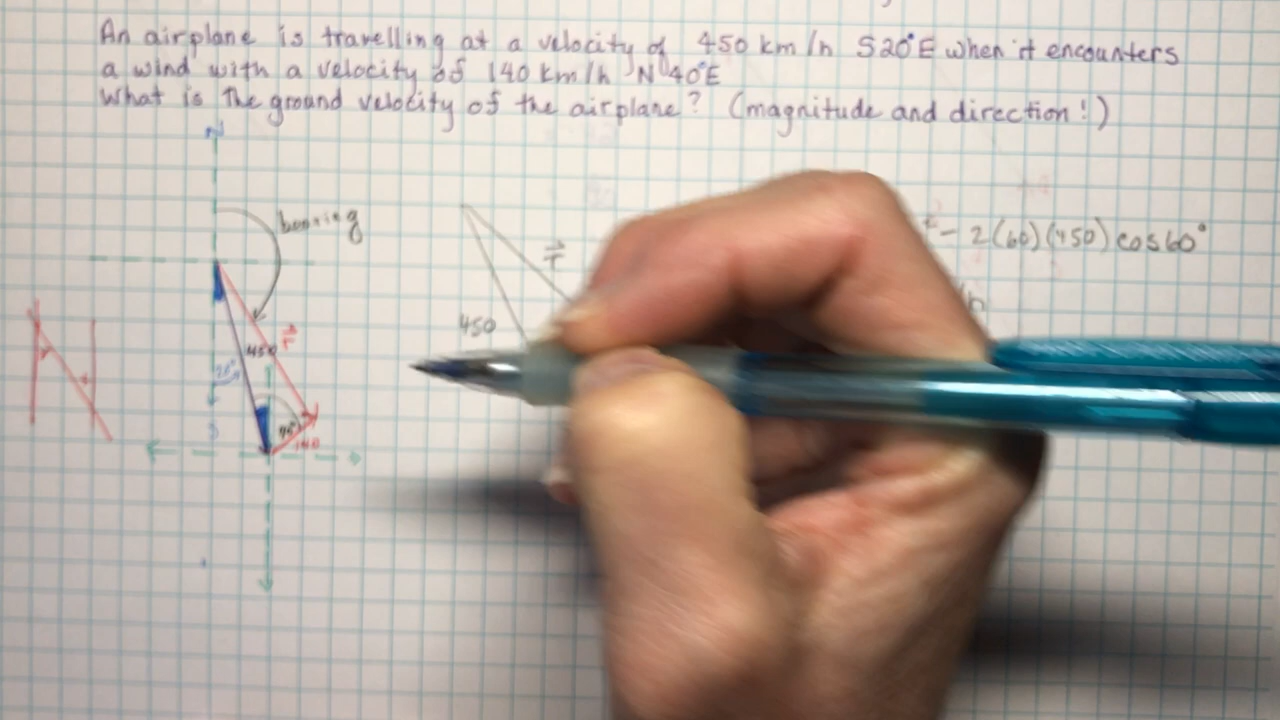 An airplane is travelling at a velocity of 450 km/h S20°E when it encounters
a wind with a velocity of 140 km/h N40°E
What is the ground velocity of the airplane? (magnitude and direction!)
N
bearing
r
450
20°
S
140
r
450
- 2(60)(450) cos60°